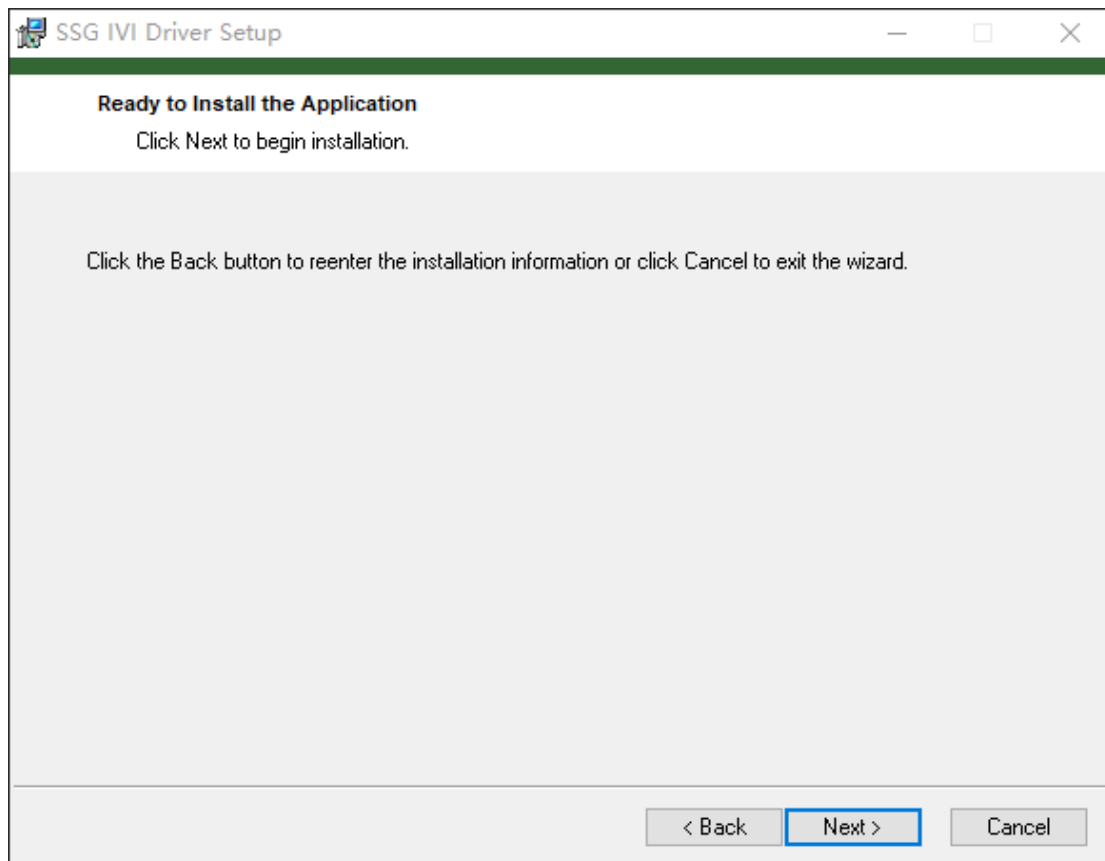 SSG IVI Driver Setup
Ready to Install the Application
Click Next to begin installation.
Click the Back button to reenter the installation information or click Cancel to exit the wizard.
< Back
Next >
Cancel